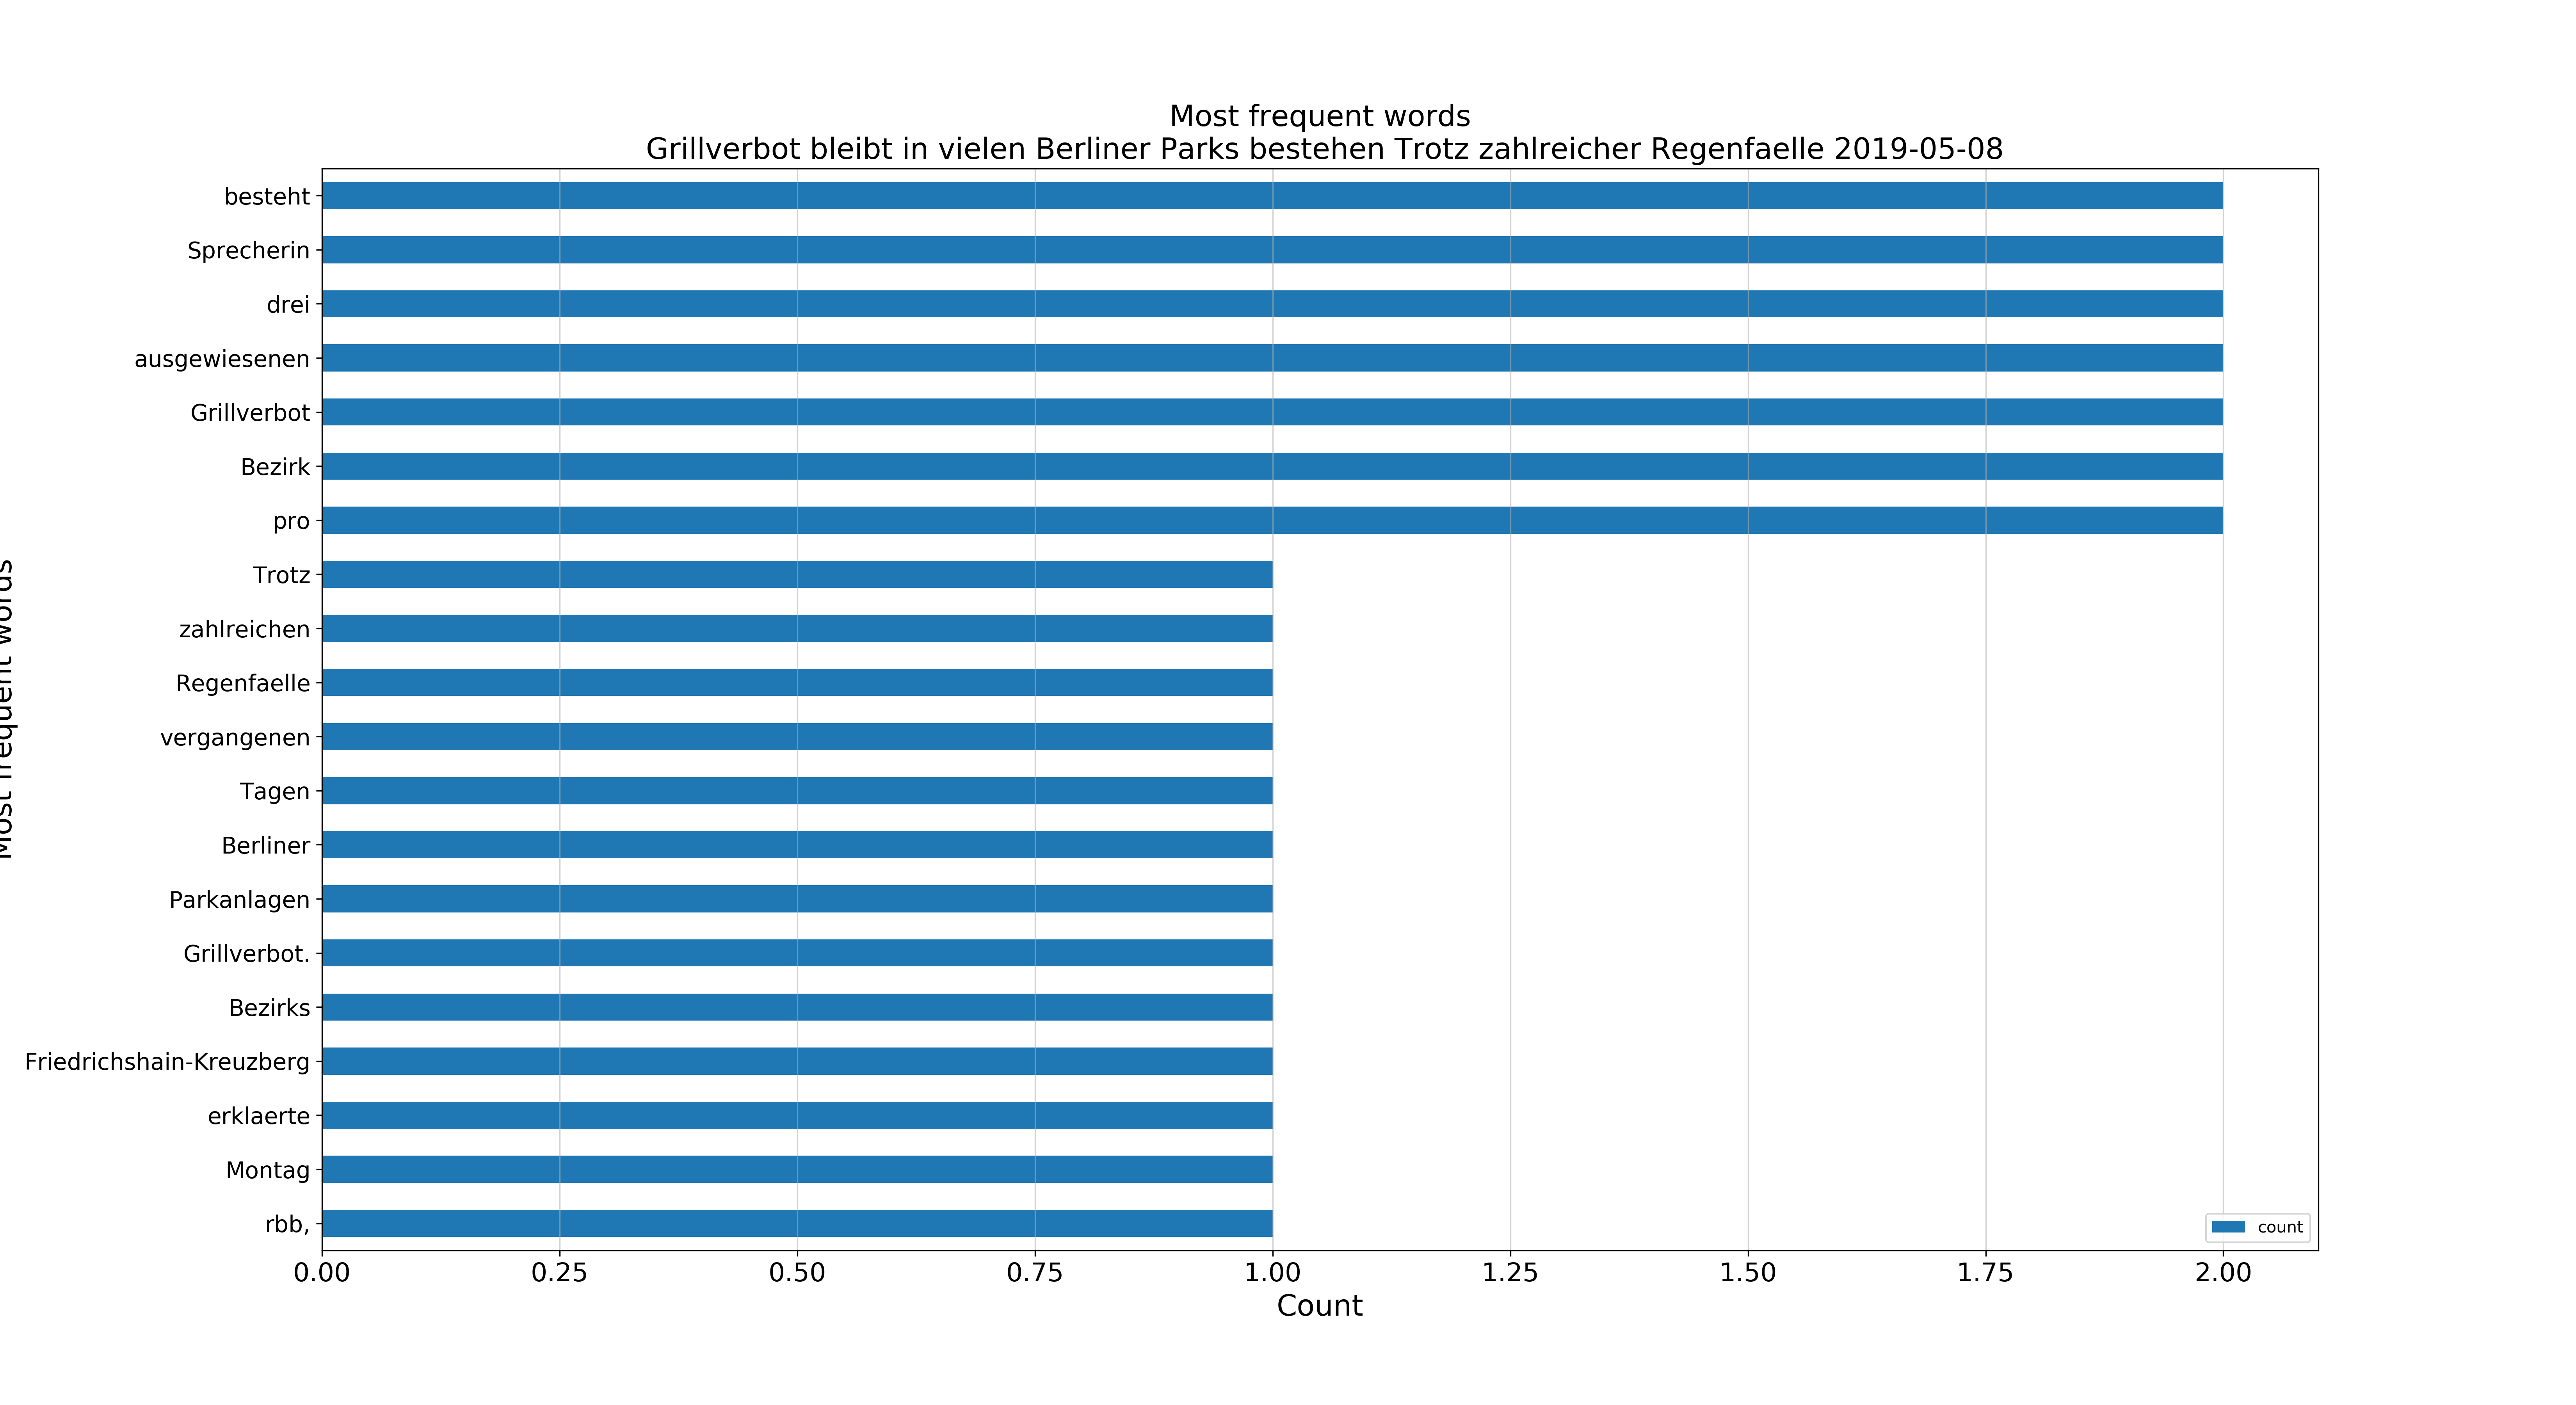 Most frequent words
Grillverbot bleibt in vielen Berliner Parks bestehen Trotz zahlreicher Regenfaelle 2019-05-08
Most frequent words
besteht
Sprecherin
drei
ausgewiesenen
Grillverbot
Bezirk
pro
Trotz
zahlreichen
Regenfaelle
vergangenen
Tagen
Berliner
Parkanlagen
Grillverbot.
Bezirks
Friedrichshain-Kreuzberg
erklaerte
Montag
rbb,
count
0.00 0.25 0.50 0.75 1.00 1.25 1.50 1.75 2.00
Count